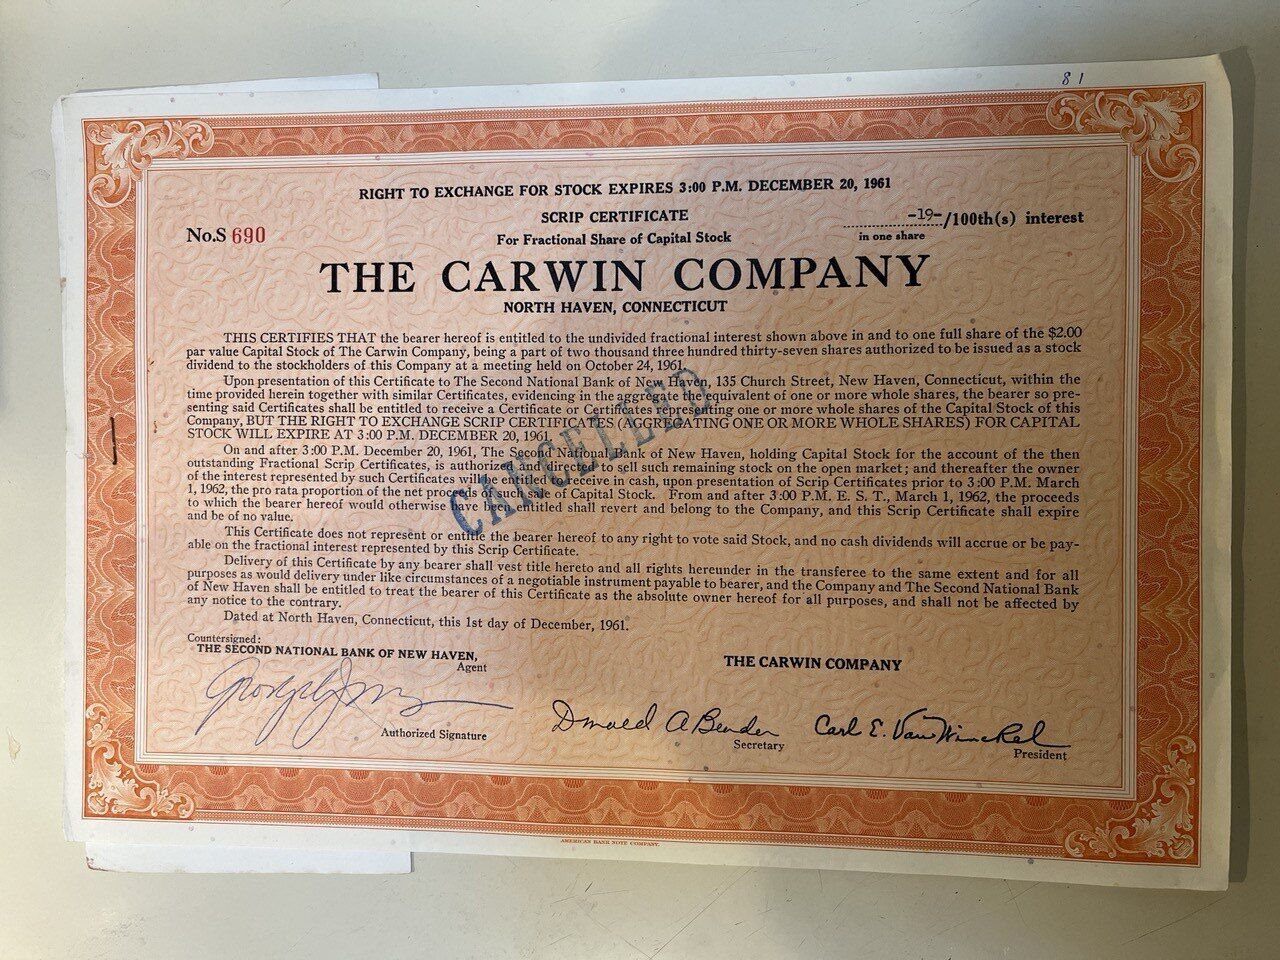 81
RIGHT TO EXCHANGE FOR STOCK EXPIRES 3:00 P.M. DECEMBER 20, 1961
SCRIP CERTIFICATE
-19-/100th(s) interest
No.S 690
For Fractional Share of Capital Stock
in one share
THE CARWIN COMPANY
NORTH HAVEN, CONNECTICUT
THIS CERTIFIES THAT the bearer hereof is entitled to the undivided fractional interest shown above in and to one full share of the $2.00
par value Capital Stock of The Carwin Company, being a part of two thousand three hundred thirty-seven shares authorized to be issued as a stock
dividend to the stockholders of this Company at a meeting held on October 24, 1961.
Upon presentation of this Certificate to The Second National Bank of New Haven, 135 Church Street, New Haven, Connecticut, within the
time provided herein together with similar Certificates, evidencing in the aggregate equivalent of one or more whole shares, the bearer so pre-
senting said Certificates shall be entitled to receive a Certificate or Certificates representing one or more whole shares of the Capital Stock of this
Company, BUT THE RIGHT TO EXCHANGE SCRIP CERTIFICATES (AGGREGATING ONE OR MORE WHOLE SHARES) FOR CAPITAL
STOCK WILL EXPIRE AT 3:00 P.M. DECEMBER 20, 1961.
On and after 3:00 P.M. December 20, 1961, The Second National Bank of New Haven, holding Capital Stock for the account of the then
outstanding Fractional Scrip Certificates, is authorized and directed to sell such remaining stock on the open market; and thereafter the owner
of the interest represented by such Certificates will be entitled to receive in cash, upon presentation of Scrip Certificates prior to 3:00 P.M. March
1, 1962, the pro rata proportion of the net proceeds of such sale of Capital Stock. From and after 3:00 P.M. E. S. T., March 1, 1962, the proceeds
to which the bearer hereof would otherwise have been entitled shall revert and belong to the Company, and this Scrip Certificate shall expire
and be of no value.
This Certificate does not represent or entitle the bearer hereof to any right to vote said Stock, and no cash dividends will accrue or be pay-
able on the fractional interest represented by this Scrip Certificate.
Delivery of this Certificate by any bearer shall vest title hereto and all rights hereunder in the transferee to the same extent and for all
purposes as would delivery under like circumstances of a negotiable instrument payable to bearer, and the Company and The Second National Bank
of New Haven shall be entitled to treat the bearer of this Certificate as the absolute owner hereof for all purposes, and shall not be affected by
any notice to the contrary.
Dated at North Haven, Connecticut, this 1st day of December, 1961.
CANCELLED
Countersigned:
THE SECOND NATIONAL BANK OF NEW HAVEN,
Agent
THE CARWIN COMPANY
Authorized Signature
Donald A Bender
Secretary
Carl E. Van Winckel
President
AMERICAN BANK NOTE COMPANY.